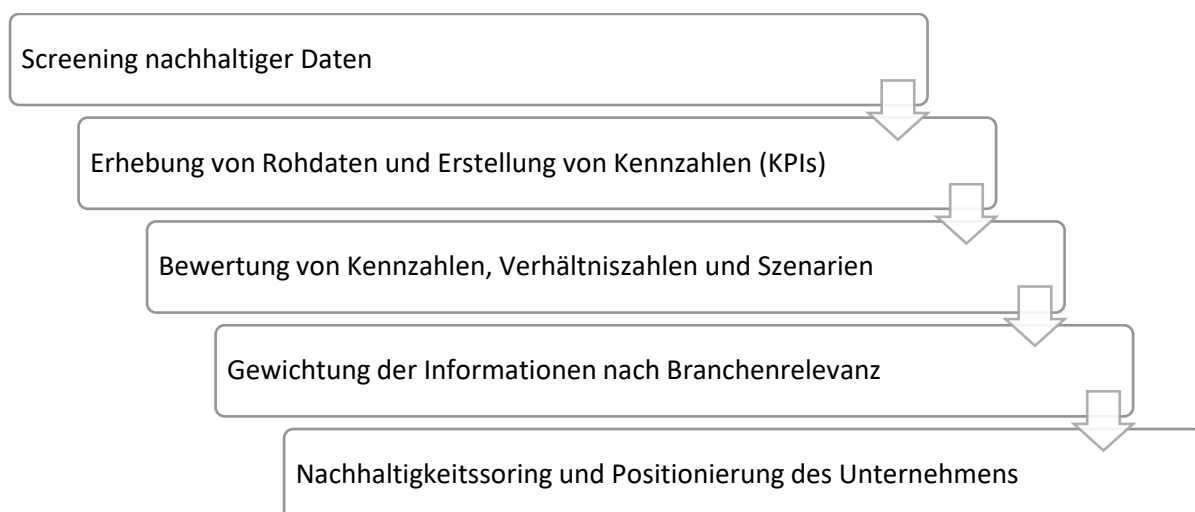 Screening nachhaltiger Daten
Erhebung von Rohdaten und Erstellung von Kennzahlen (KPIs)
Bewertung von Kennzahlen, Verhältniszahlen und Szenarien
Gewichtung der Informationen nach Branchenrelevanz
Nachhaltigkeitssoring und Positionierung des Unternehmens